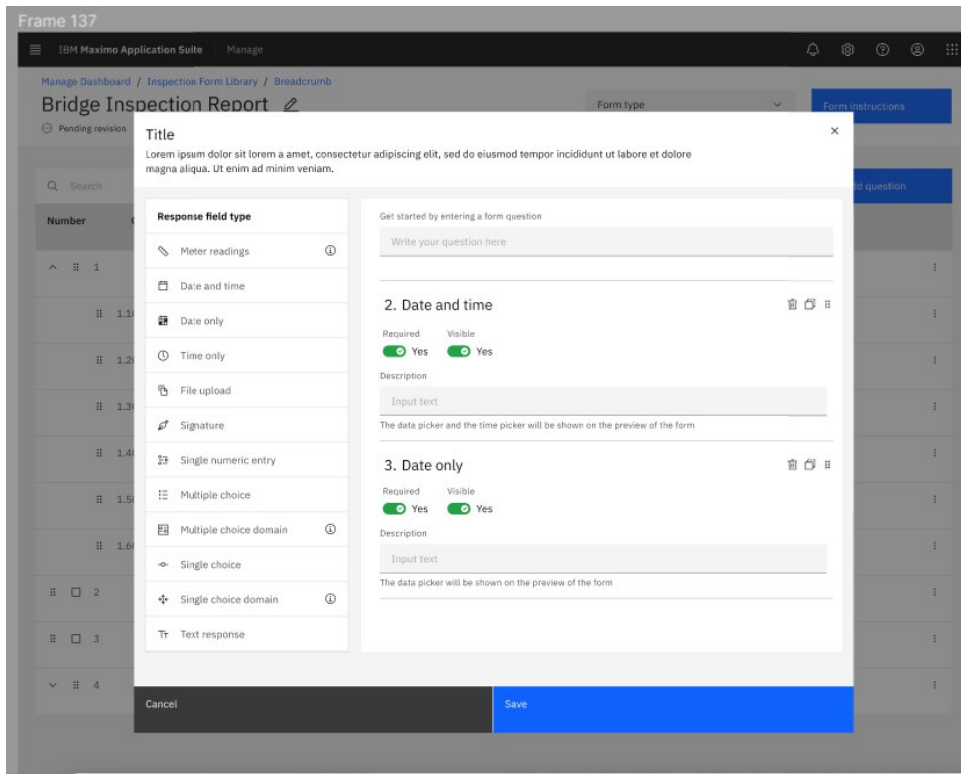 Frame 137
IBM Maximo Application Suite Manage
Manage Dashboard / Inspection Form Library / Breadcrumb
Bridge Inspection Report
Form type
Form instructions
Pending revision
Title
Lorem ipsum dolor sit lorem a amet, consectetur adipiscing elit, sed do eiusmod tempor incididunt ut labore et dolore
magna aliqua. Ut enim ad minim veniam.
Search
question
Number
Response field type
Meter readings
Date and time
Date only
Time only
File upload
Signature
Single numeric entry
Multiple choice
Multiple choice domain
Single choice
Single choice domain
Text response
Get started by entering a form question
Write your question here
2. Date and time
Required Visible
Yes Yes
Description
Input text
The data picker and the time picker will be shown on the preview of the form
3. Date only
Required Visible
Yes Yes
Description
Input text
The data picker will be shown on the preview of the form
1
2
3
4
Cancel
Save